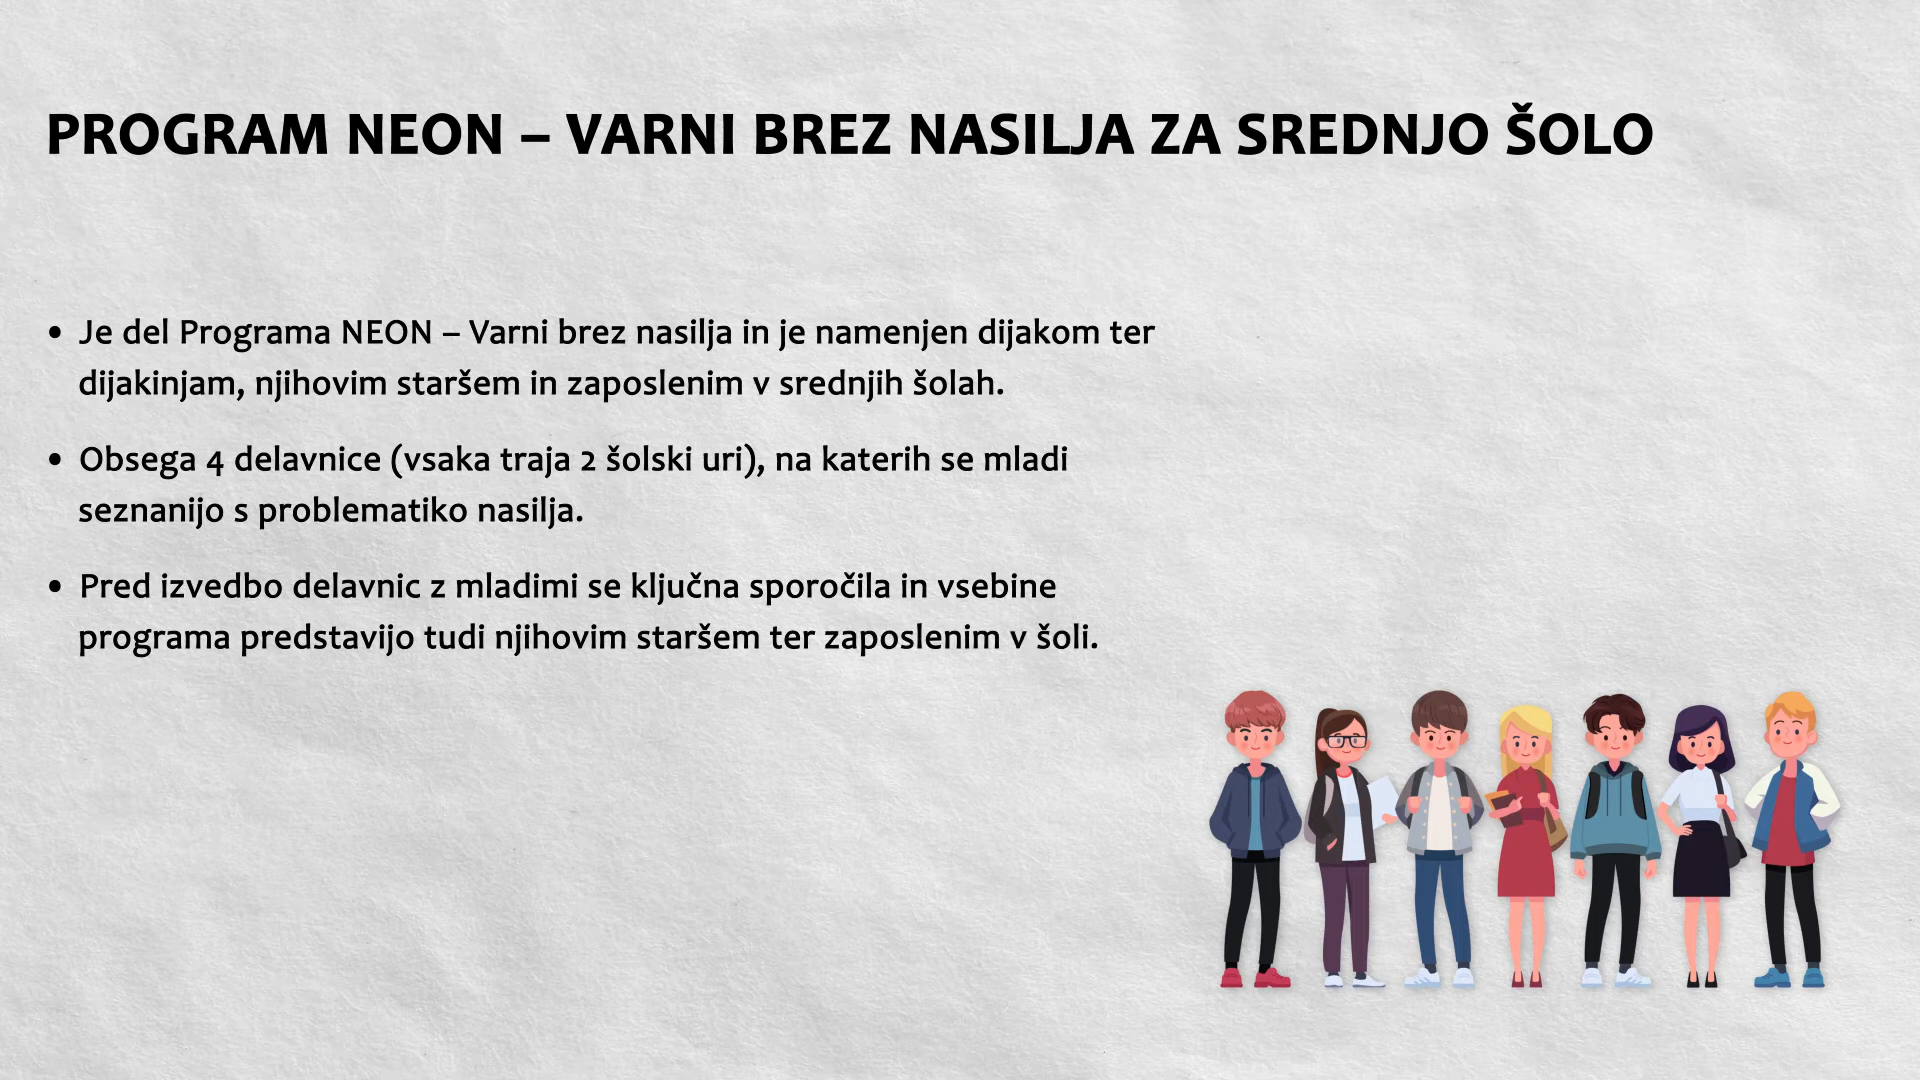 PROGRAM NEON – VARNI BREZ NASILJA ZA SREDNJO ŠOLO
• Je del Programa NEON – Varni brez nasilja in je namenjen dijakom ter
dijakinjam, njihovim staršem in zaposlenim v srednjih šolah.
• Obsega 4 delavnice (vsaka traja 2 šolski uri), na katerih se mladi
seznanijo s problematiko nasilja.
• Pred izvedbo delavnic z mladimi se ključna sporočila in vsebine
programa predstavijo tudi njihovim staršem ter zaposlenim v šoli.